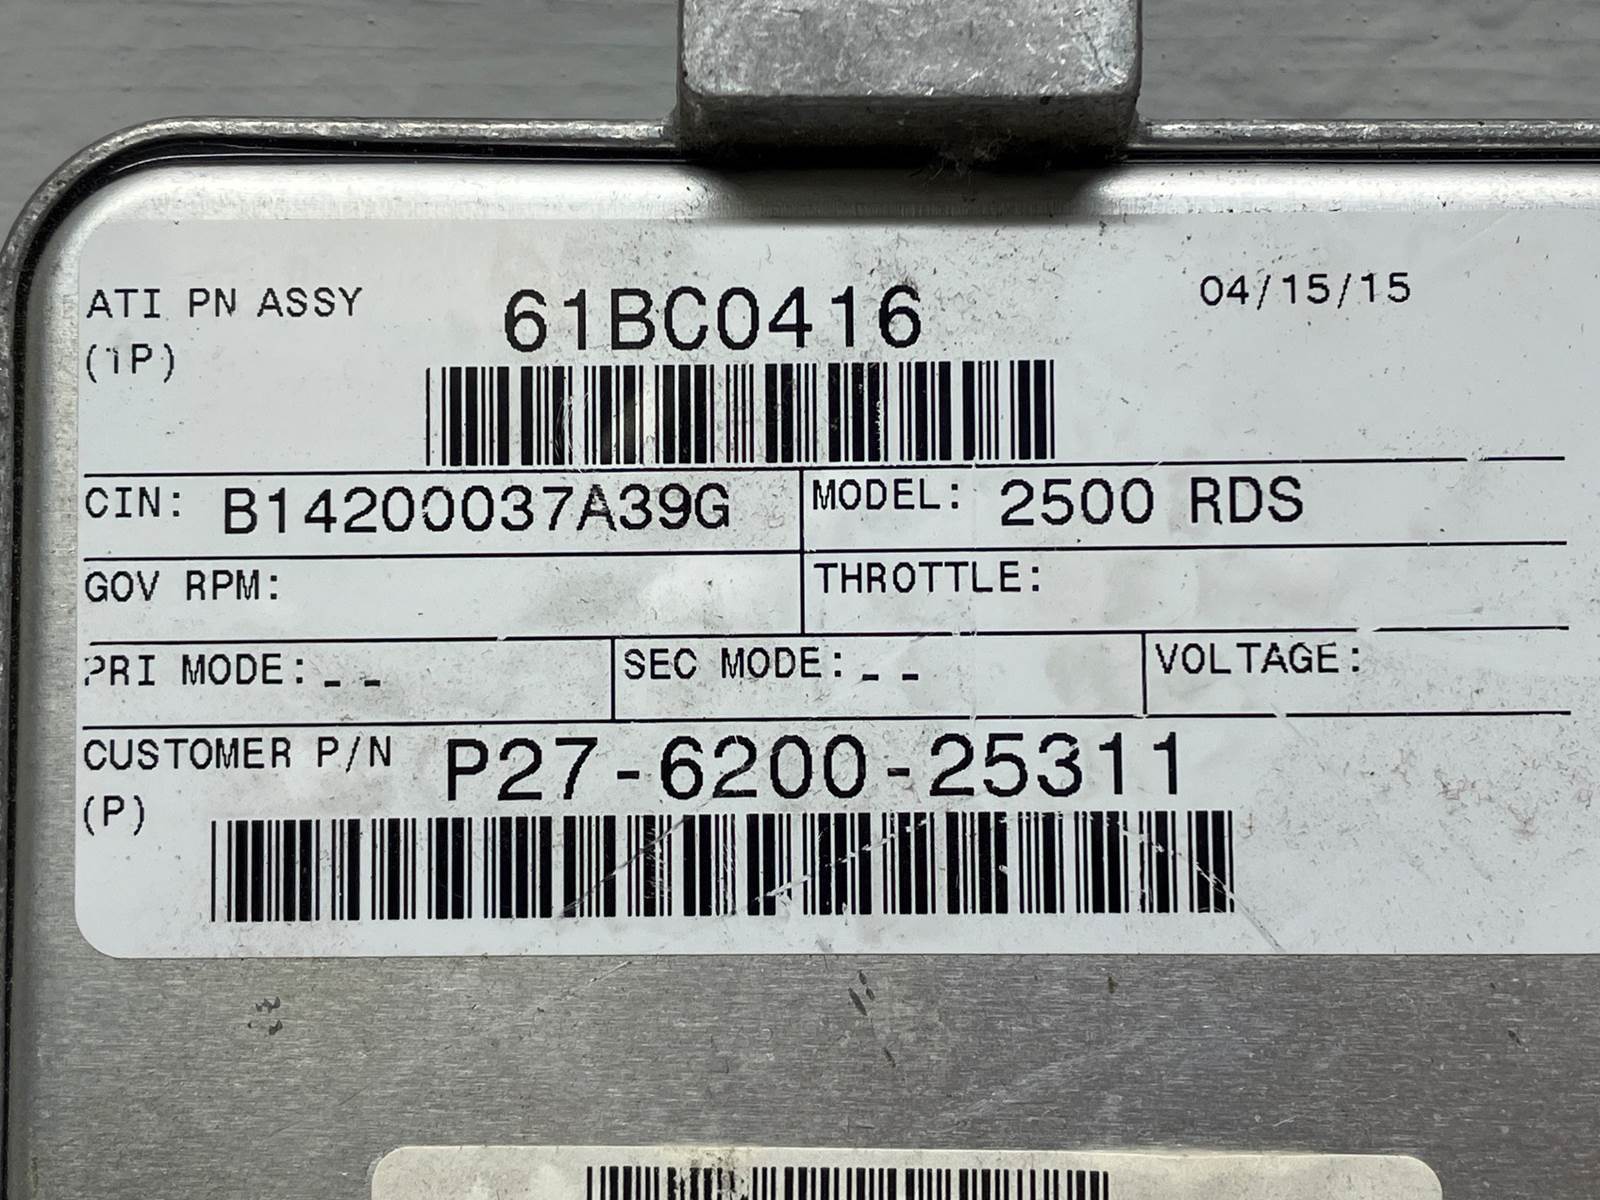 ATI PN ASSY 61BC0416 04/15/15
(1P)
CIN: B14200037A39G MODEL: 2500 RDS
GOV RPM: THROTTLE:
PRI MODE: -- SEC MODE: -- VOLTAGE:
CUSTOMER P/N P27-6200-25311
(P)